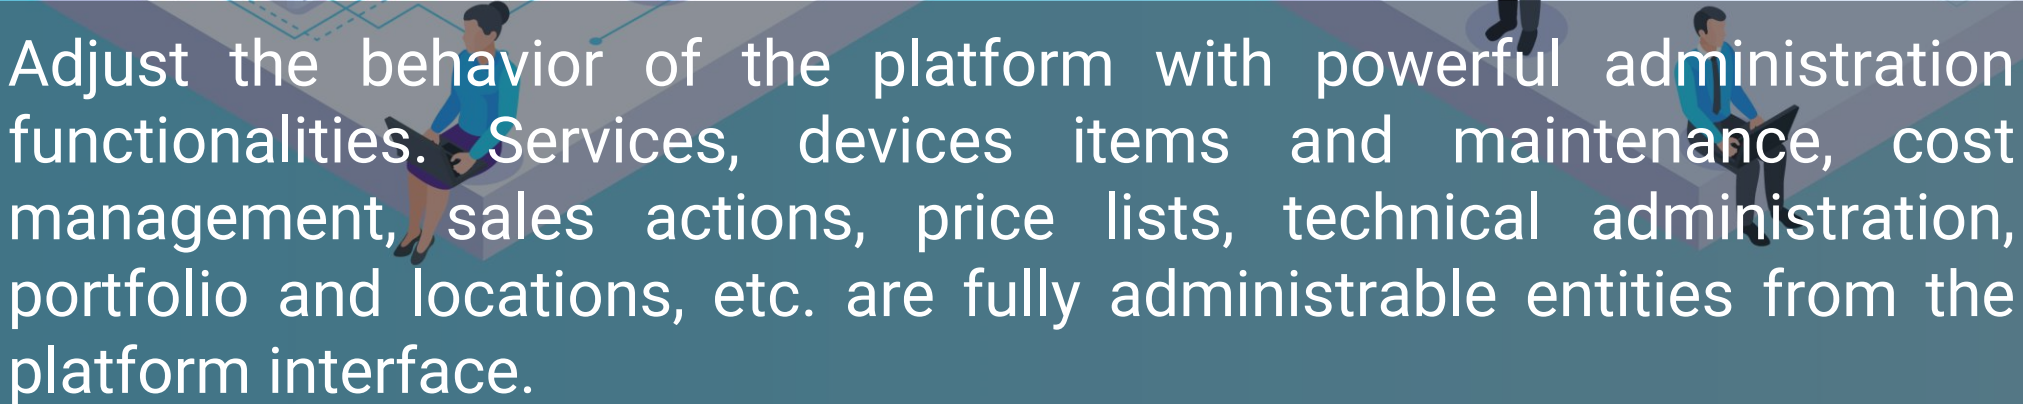 Adjust the behavior of the platform with powerful administration
functionalities. Services, devices items and maintenance, cost
management, sales actions, price lists, technical administration,
portfolio and locations, etc. are fully administrable entities from the
platform interface.